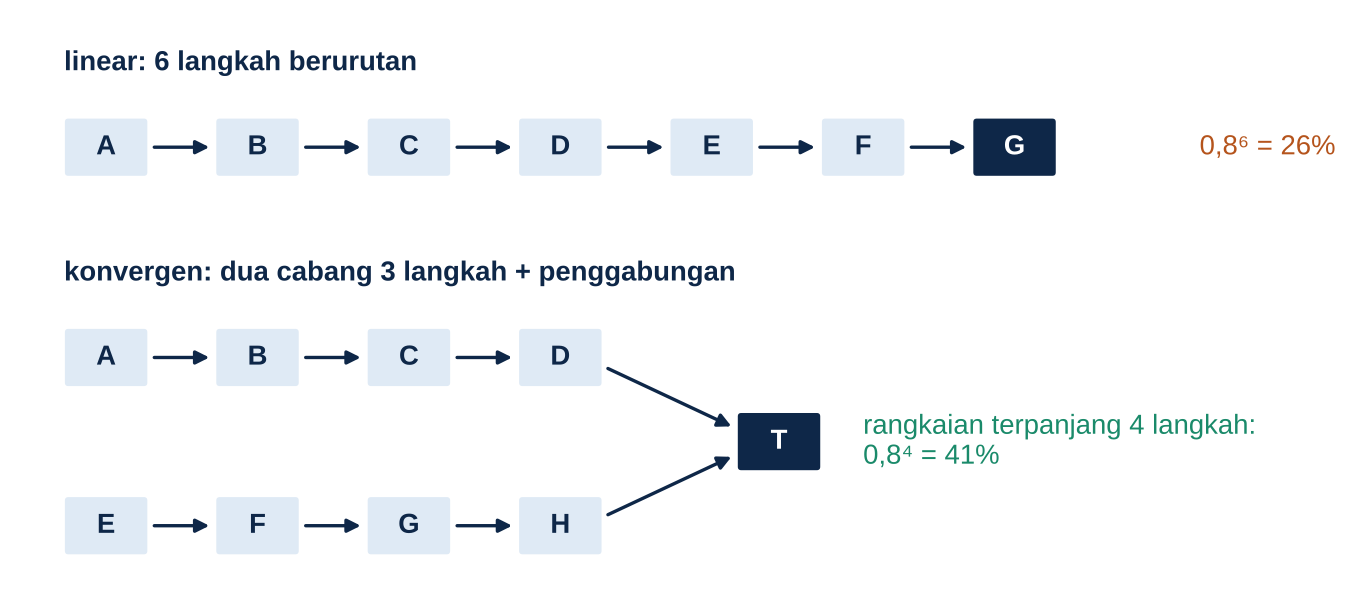 linear: 6 langkah berurutan
A B C D E F G 0,8⁶ = 26%
konvergen: dua cabang 3 langkah + penggabungan
A B C D
T
rangkaian terpanjang 4 langkah:
0,8⁴ = 41%
E F G H